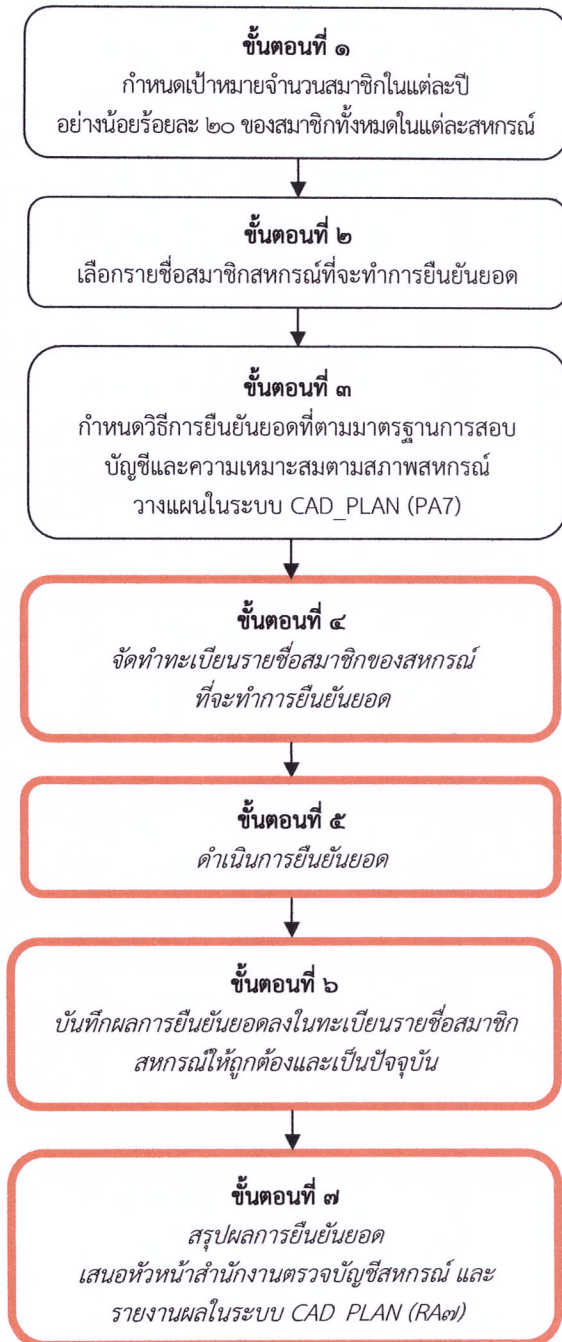 ขั้นตอนที่ ๑
กำหนดเป้าหมายจำนวนสมาชิกในแต่ละปี
อย่างน้อยร้อยละ ๒๐ ของสมาชิกทั้งหมดในแต่ละสหกรณ์
ขั้นตอนที่ ๒
เลือกรายชื่อสมาชิกสหกรณ์ที่จะทำการยืนยันยอด
ขั้นตอนที่ ๓
กำหนดวิธีการยืนยันยอดที่ตามมาตรฐานการสอบ
บัญชีและความเหมาะสมตามสภาพสหกรณ์
วางแผนในระบบ CAD_PLAN (PA7)
ขั้นตอนที่ ๔
จัดทำทะเบียนรายชื่อสมาชิกของสหกรณ์
ที่จะทำการยืนยันยอด
ขั้นตอนที่ ๕
ดำเนินการยืนยันยอด
ขั้นตอนที่ ๖
บันทึกผลการยืนยันยอดลงในทะเบียนรายชื่อสมาชิก
สหกรณ์ให้ถูกต้องและเป็นปัจจุบัน
ขั้นตอนที่ ๗
สรุปผลการยืนยันยอด
เสนอหัวหน้าสำนักงานตรวจบัญชีสหกรณ์ และ
รายงานผลในระบบ CAD PLAN (RA๗)